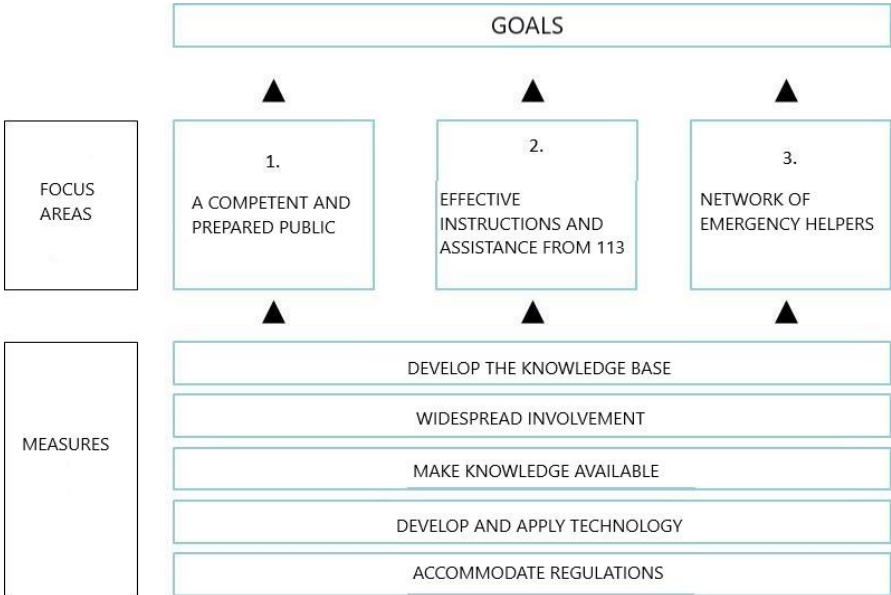 GOALS
FOCUS
AREAS
1.
A COMPETENT AND
PREPARED PUBLIC
2.
EFFECTIVE
INSTRUCTIONS AND
ASSISTANCE FROM 113
3.
NETWORK OF
EMERGENCY HELPERS
MEASURES
DEVELOP THE KNOWLEDGE BASE
WIDESPREAD INVOLVEMENT
MAKE KNOWLEDGE AVAILABLE
DEVELOP AND APPLY TECHNOLOGY
ACCOMMODATE REGULATIONS